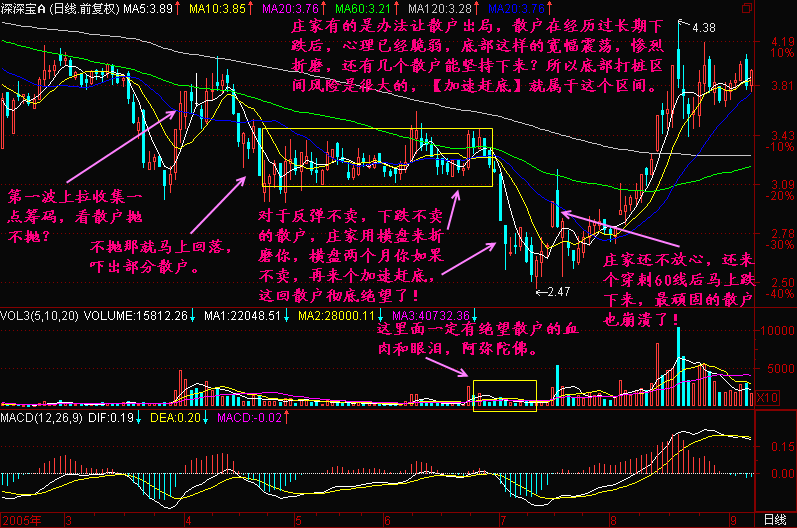 深深宝A (日线.前复权) MA5:3.89 MA10:3.85 MA20:3.76 MA60:3.21 MA120:3.28 MA20:3.76
庄家有的是办法让散户出局，散户在经历过长期下
跌后，心理已经脆弱，底部这样的宽幅震荡，惨烈
折磨，还有几个散户能坚持下来？所以底部打桩区
间风险是很大的，【加速赶底】就属于这个区间。
4.38
4.19
10%
3.81
3.43
-10%
3.09
-20%
2.78
-30%
2.50
-40%
第一波上拉收集一
点筹码，看散户抛
不抛？
不抛那就马上回落，
吓出部分散户。
对于反弹不卖，下跌不卖
的散户，庄家用横盘来折
磨你，横盘两个月你如果
不卖，再来个加速赶底，
这回散户彻底绝望了！
庄家还不放心，还来
个穿刺60线后马上跌
下来，最顽固的散户
也崩溃了！
2.47
VOL3(5,10,20) VOLUME:15812.26 MA1:22048.51 MA2:28000.11 MA3:40732.36
这里面一定有绝望散户的血
肉和眼泪，阿弥陀佛。
10000
5000
X10
MACD(12,26,9) DIF:0.19 DEA:0.20 MACD:-0.02
0.15
0.00
2005年 3 4 5 6 7 8 9 日线